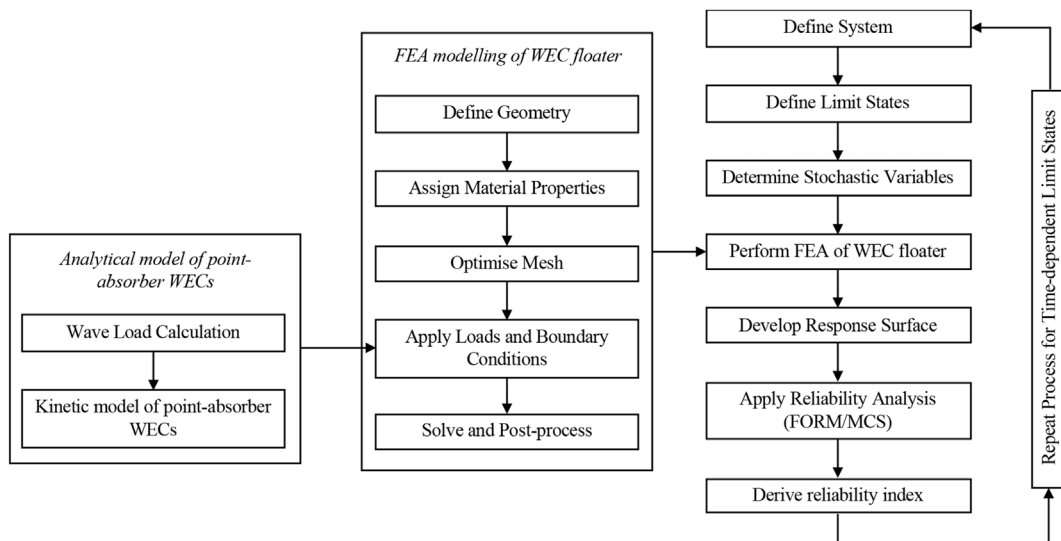 Analytical model of point-
absorber WECs
Wave Load Calculation
Kinetic model of point-absorber
WECs
FEA modelling of WEC floater
Define Geometry
Assign Material Properties
Optimise Mesh
Apply Loads and Boundary
Conditions
Solve and Post-process
Define System
Define Limit States
Determine Stochastic Variables
Perform FEA of WEC floater
Develop Response Surface
Apply Reliability Analysis
(FORM/MCS)
Derive reliability index
Repeat Process for Time-dependent Limit States